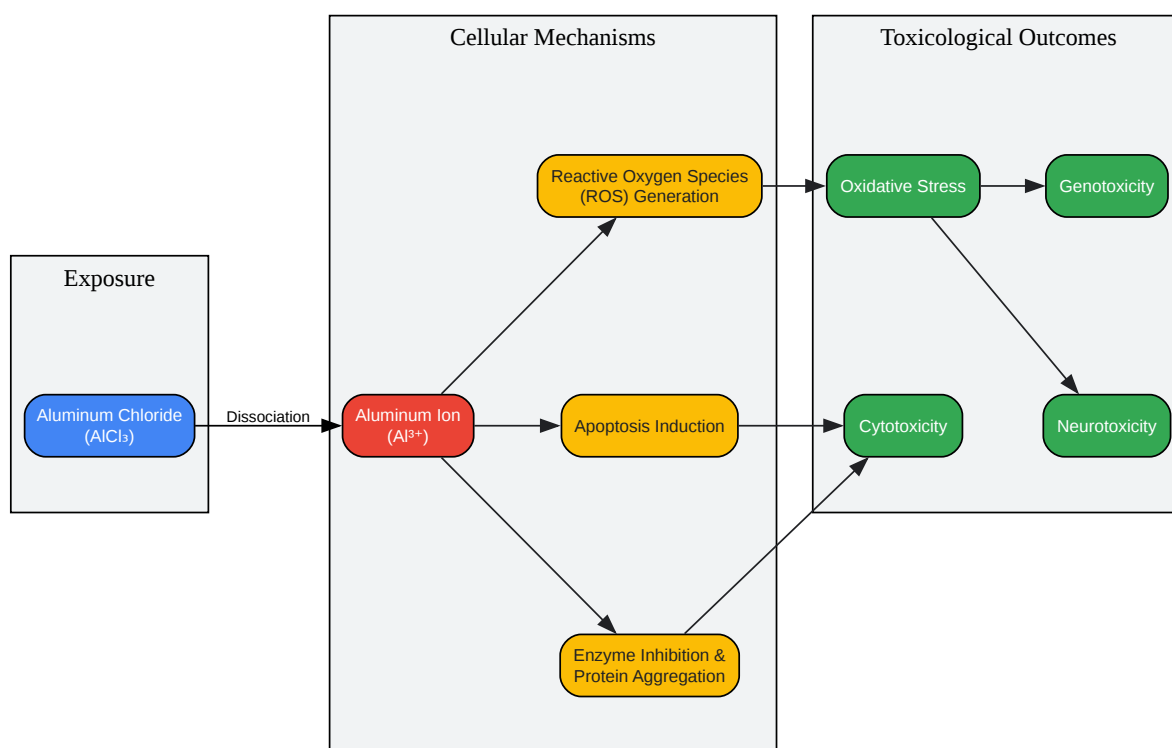 Cellular Mechanisms
Toxicological Outcomes
Exposure
Reactive Oxygen Species
(ROS) Generation
Oxidative Stress
Genotoxicity
Aluminum Chloride
(AlCl₃)
Dissociation
Aluminum Ion
(Al³⁺)
Apoptosis Induction
Cytotoxicity
Neurotoxicity
Enzyme Inhibition &
Protein Aggregation